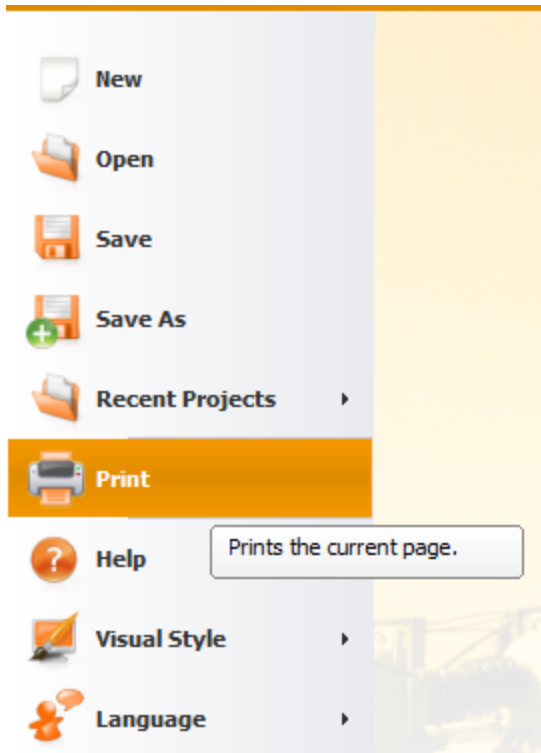 New
Open
Save
Save As
Recent Projects
Print
Prints the current page.
Help
Visual Style
Language